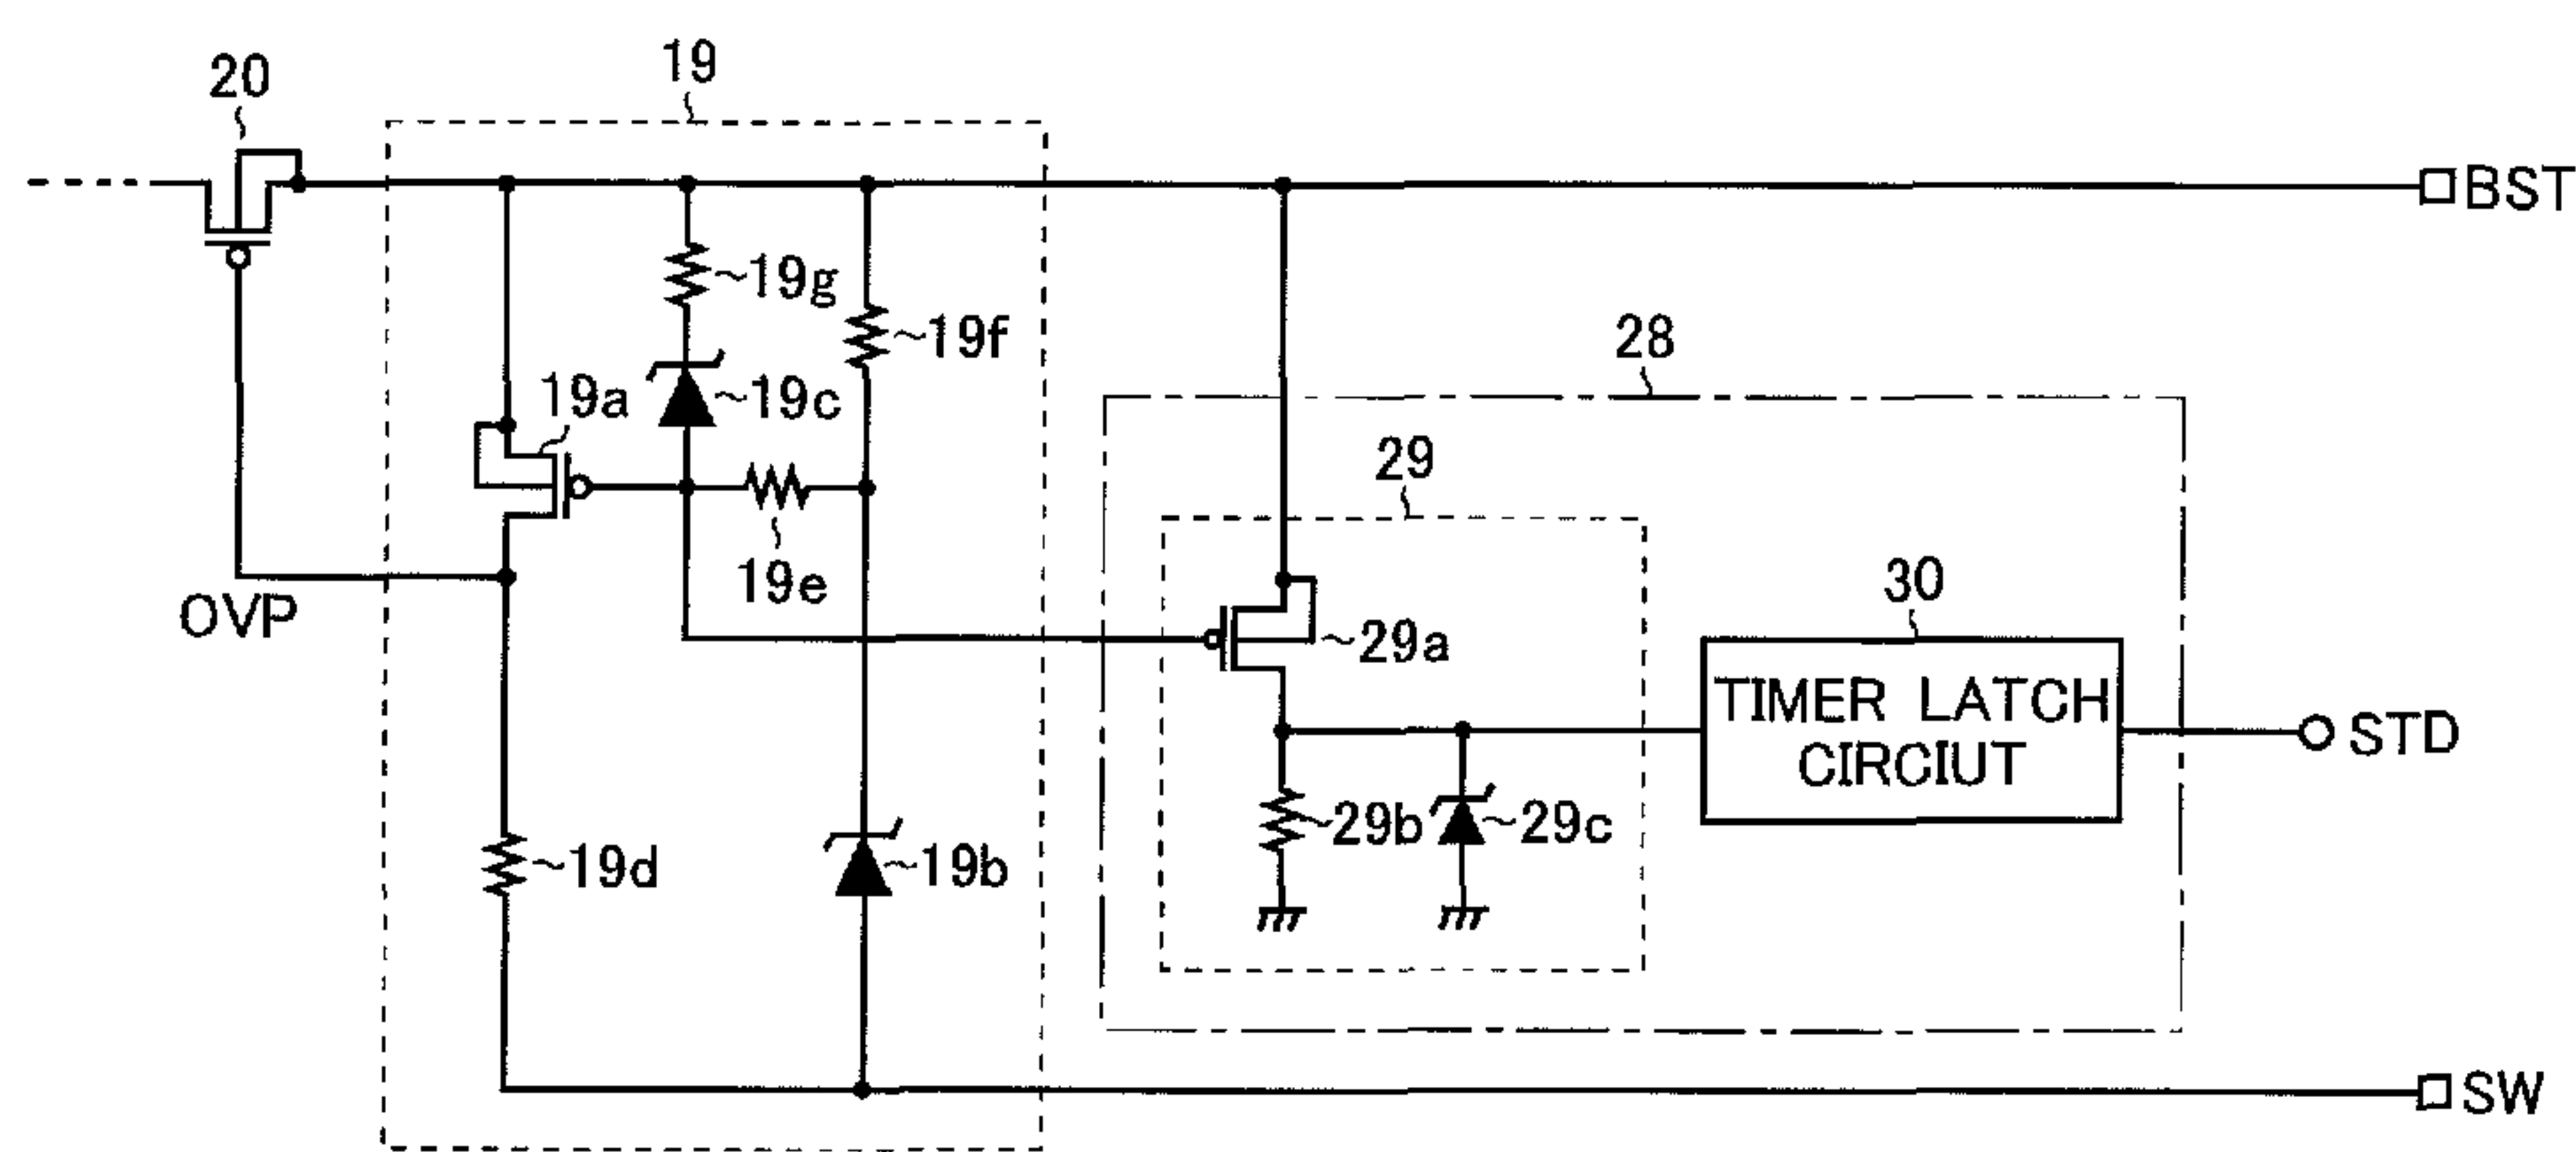 20
19
BST
19g
19f
28
19a
19c
29
19e
30
OVP
29a
TIMER LATCH
CIRCIUT
STD
19d
19b
29b
29c
SW